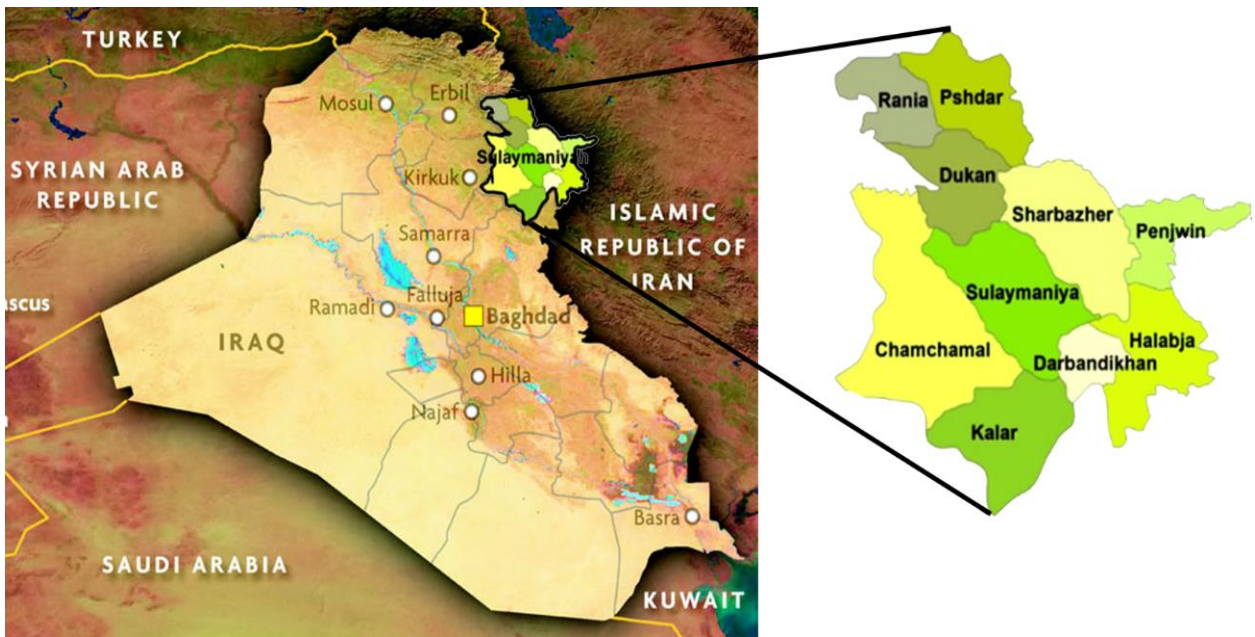 TURKEY
Mosul
Erbil
Sulaymaniyah
Kirkuk
SYRIAN ARAB
REPUBLIC
ISLAMIC
REPUBLIC OF
IRAN
Samarra
ascus
Ramadi
Falluja
Baghdad
IRAQ
Hilla
Najaf
Basra
SAUDI ARABIA
KUWAIT
Rania
Pshdar
Dukan
Sharbazher
Penjwin
Sulaymaniya
Chamchamal
Darbandikhan
Halabja
Kalar